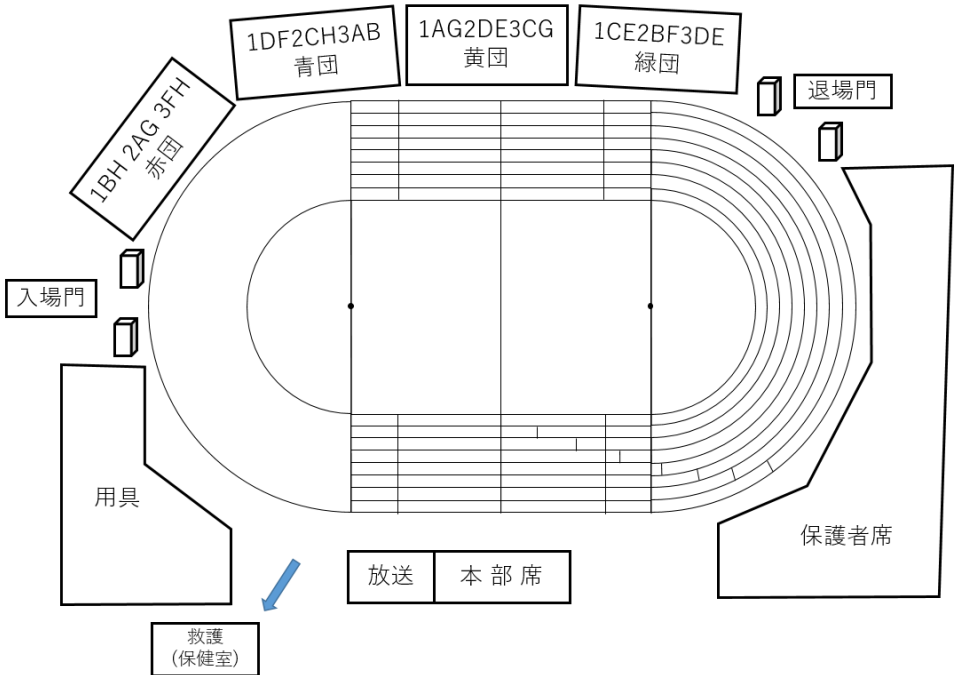 1DF2CH3AB
青団
1AG2DE3CG
黄団
1CE2BF3DE
緑団
退場門
1BH 2AG 3FH
赤団
入場門
用具
保護者席
放送
本部席
救護
(保健室)